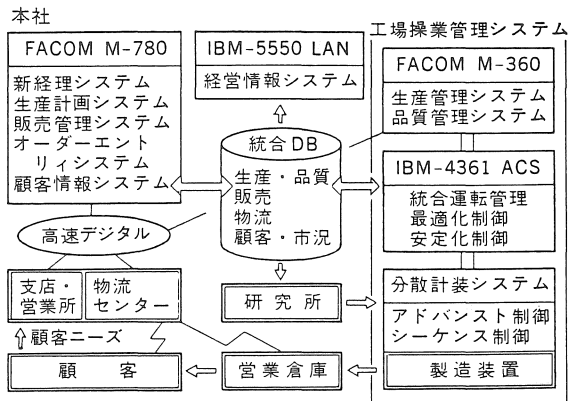 本社
FACOM M-780
新経理システム
生産計画システム
販売管理システム
オーダーエント
リィシステム
顧客情報システム
IBM-5550 LAN
経営情報システム
工場操業管理システム
FACOM M-360
生産管理システム
品質管理システム
統合DB
生産・品質
販売
物流
顧客・市況
IBM-4361 ACS
統合運転管理
最適化制御
安定化制御
高速デジタル
支店・
営業所
物流
センター
研究所
分散計装システム
アドバンスト制御
シーケンス制御
製造装置
顧客ニーズ
顧客
営業倉庫